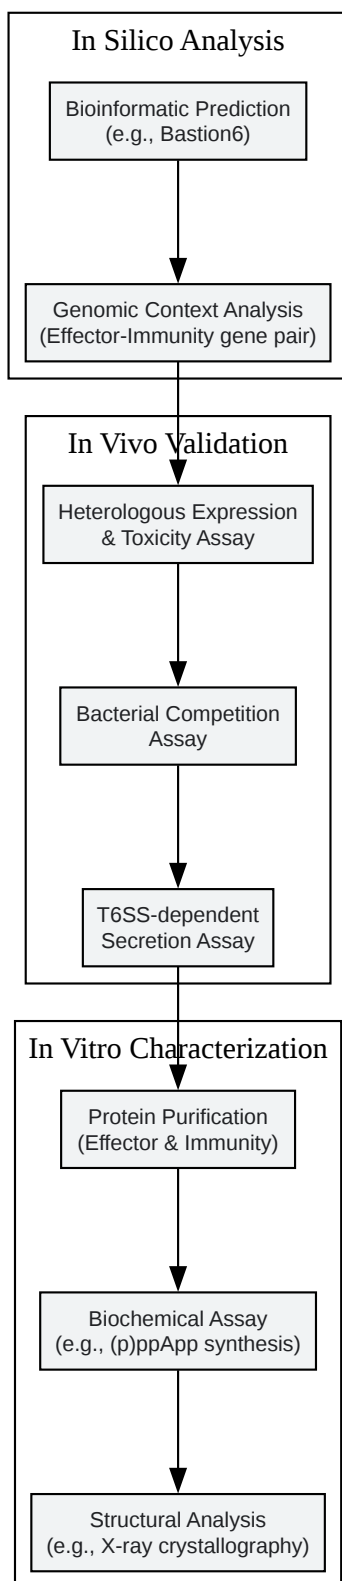 In Silico Analysis
Bioinformatic Prediction
(e.g., Bastion6)
Genomic Context Analysis
(Effector-Immunity gene pair)
In Vivo Validation
Heterologous Expression
& Toxicity Assay
Bacterial Competition
Assay
T6SS-dependent
Secretion Assay
In Vitro Characterization
Protein Purification
(Effector & Immunity)
Biochemical Assay
(e.g., (p)ppApp synthesis)
Structural Analysis
(e.g., X-ray crystallography)